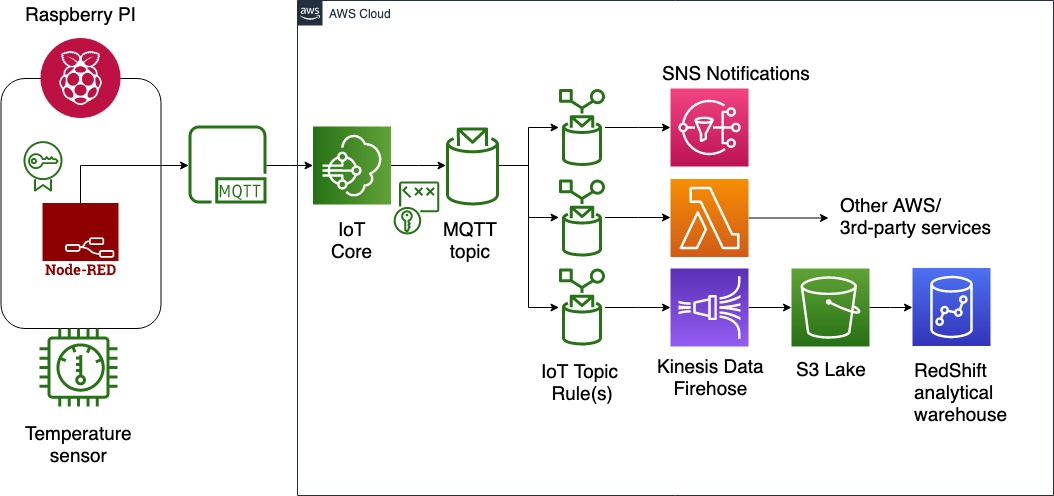 Raspberry PI
aws
AWS Cloud
SNS Notifications
MQTT
IoT
Core
MQTT
topic
Other AWS/
3rd-party services
Node-RED
IoT Topic
Rule(s)
Kinesis Data
Firehose
S3 Lake
RedShift
analytical
warehouse
Temperature
sensor